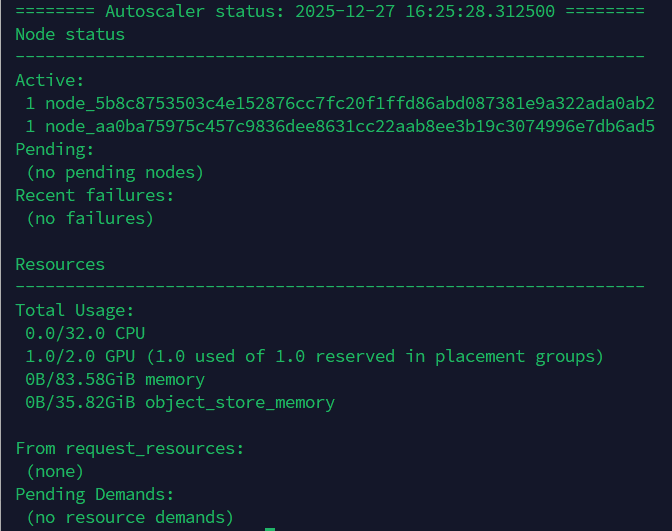 ======== Autoscaler status: 2025-12-27 16:25:28.312500 ========
Node status
---------------------------------------------------------------
Active:
 1 node_5b8c8753503c4e152876cc7fc20f1ffd86abd087381e9a322ada0ab2
 1 node_aa0ba75975c457c9836dee8631cc22aab8ee3b19c3074996e7db6ad5
Pending:
 (no pending nodes)
Recent failures:
 (no failures)

Resources
---------------------------------------------------------------
Total Usage:
 0.0/32.0 CPU
 1.0/2.0 GPU (1.0 used of 1.0 reserved in placement groups)
 0B/83.58GiB memory
 0B/35.82GiB object_store_memory

From request_resources:
 (none)
Pending Demands:
 (no resource demands)